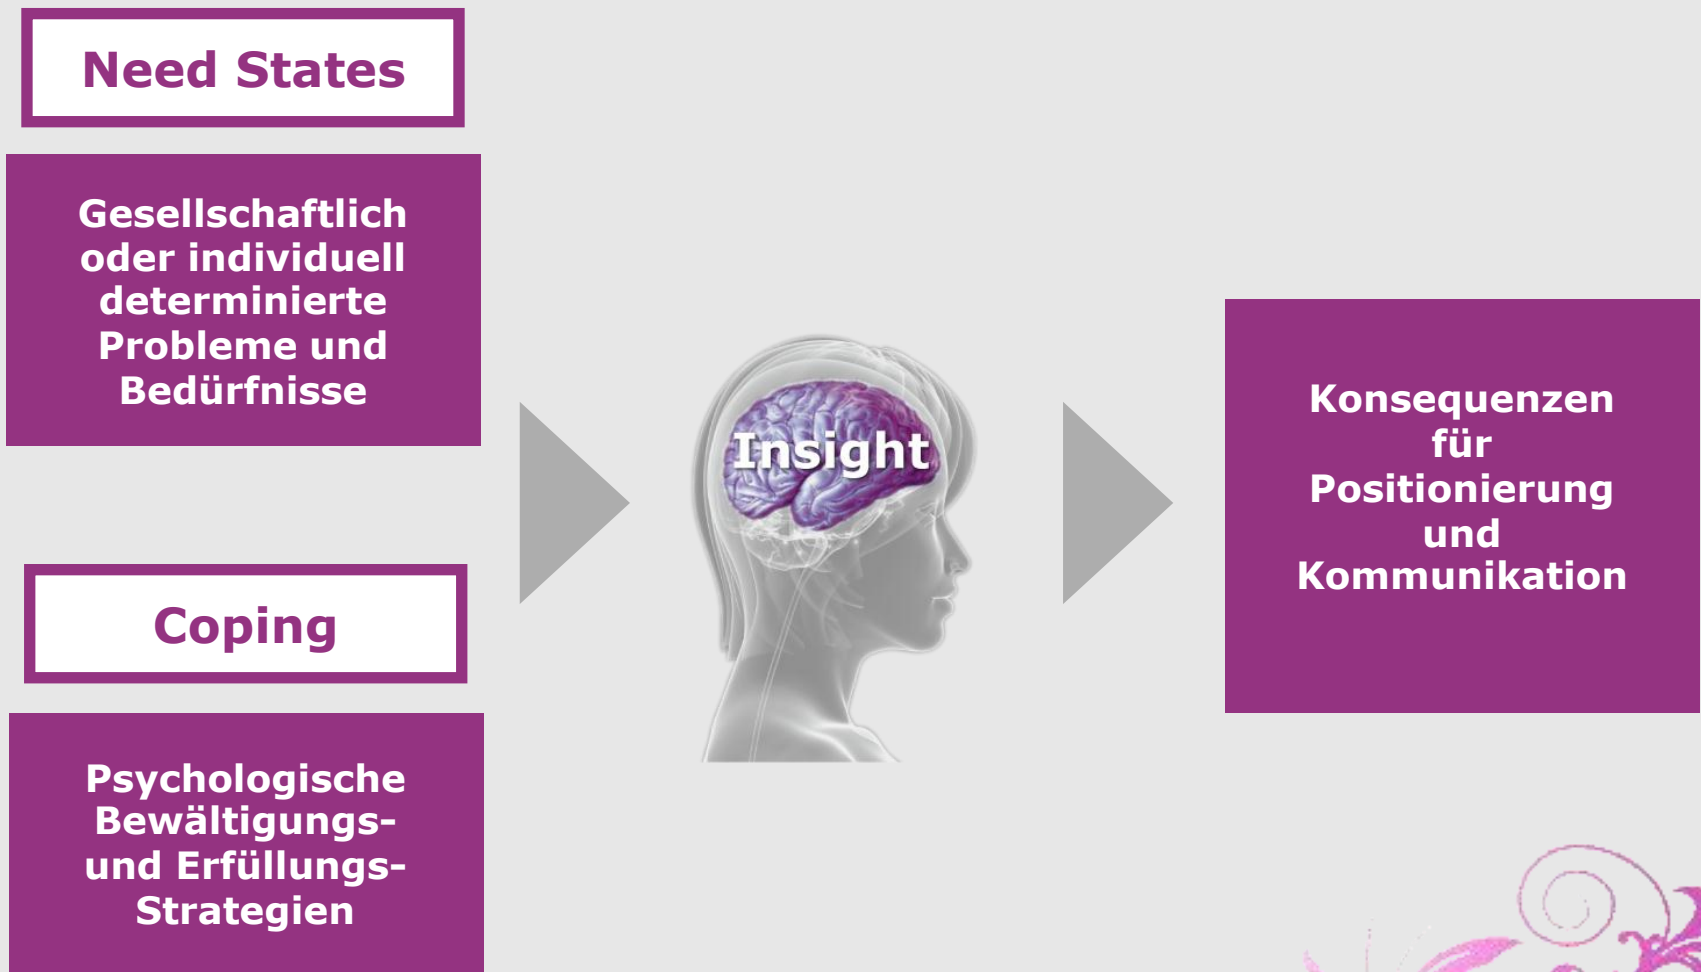 Need States
Gesellschaftlich
oder individuell
determinierte
Probleme und
Bedürfnisse
Coping
Psychologische
Bewältigungs-
und Erfüllungs-
Strategien
Insight
Konsequenzen
für
Positionierung
und
Kommunikation